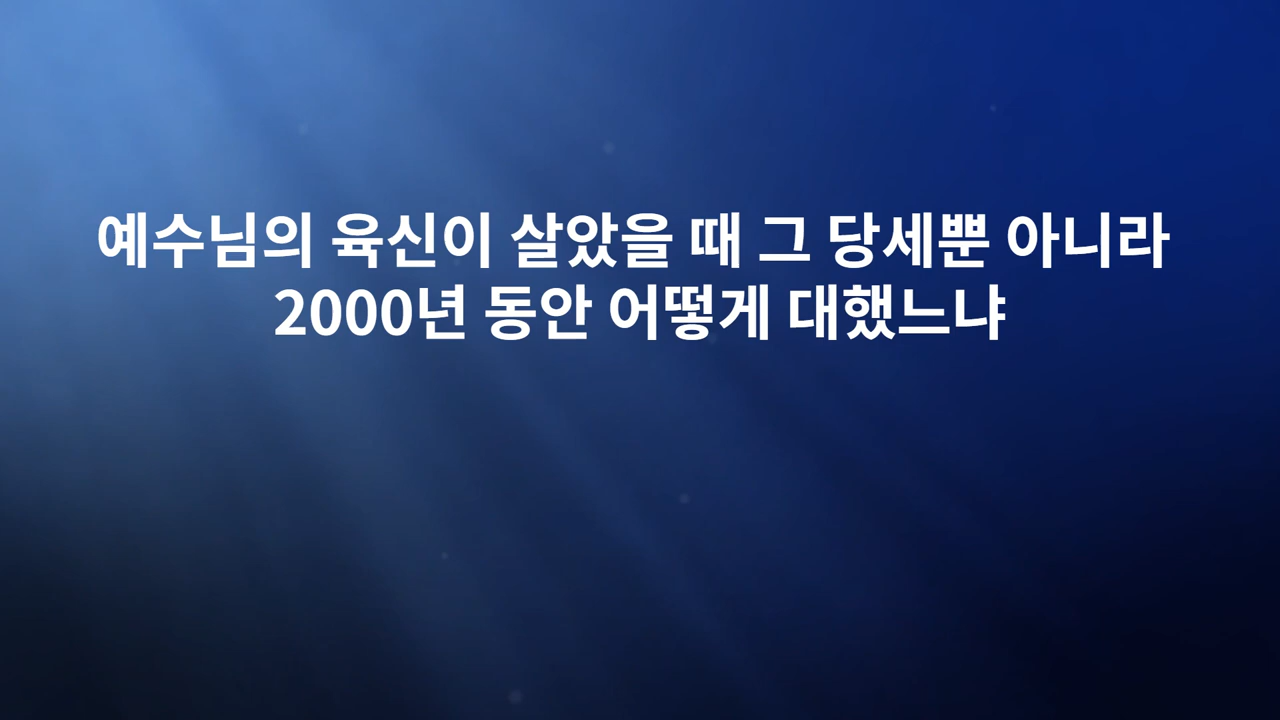 예수님의 육신이 살았을 때 그 당세뿐 아니라
2000년 동안 어떻게 대했느냐